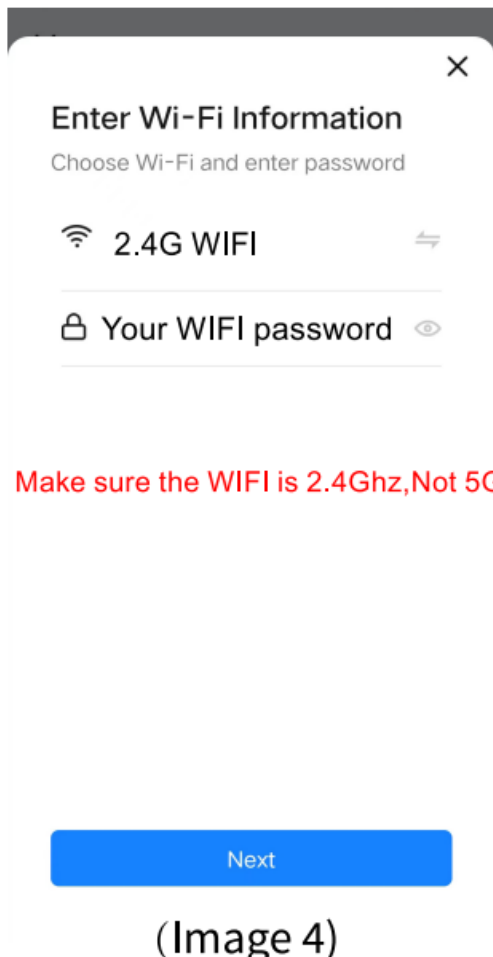 Enter Wi-Fi Information
Choose Wi-Fi and enter password
2.4G WIFI
Your WIFI password
Make sure the WIFI is 2.4Ghz,Not 5G
Next
(Image 4)